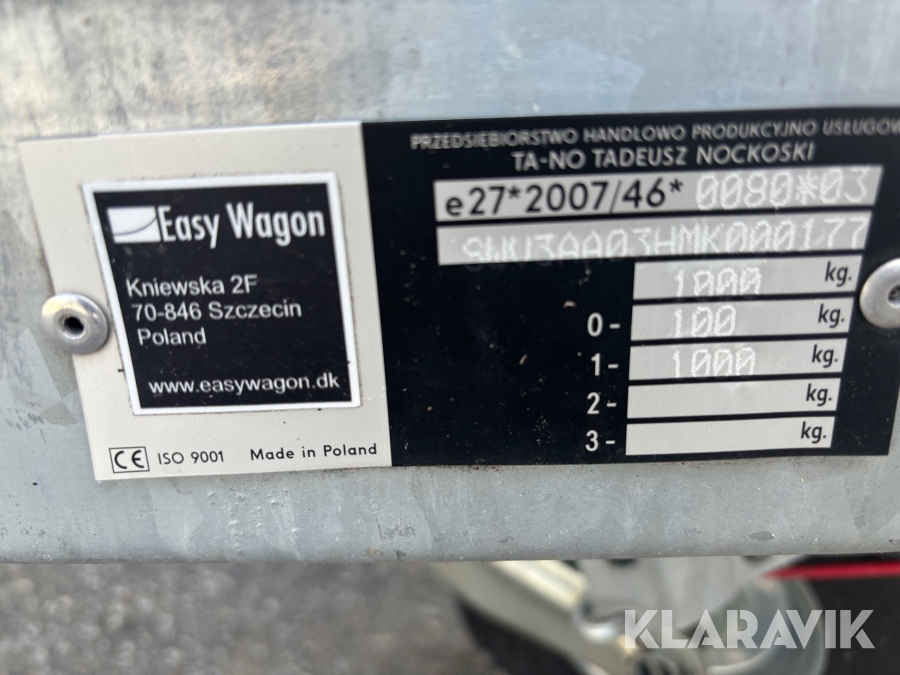 Easy Wagon
Kniewska 2F
70-846 Szczecin
Poland
www.easywagon.dk
CE ISO 9001 Made in Poland
PRZEDSIEBIORSTWO HANDLOWO PRODUKCYJNO USŁUGOW
TA-NO TADEUSZ NOCKOSKI
e27*2007/46* 0080*03
SWV3AA03HMK000177
1000 kg.
0- 100 kg.
1- 1000 kg.
2- kg.
3- kg.
KLARAVIK